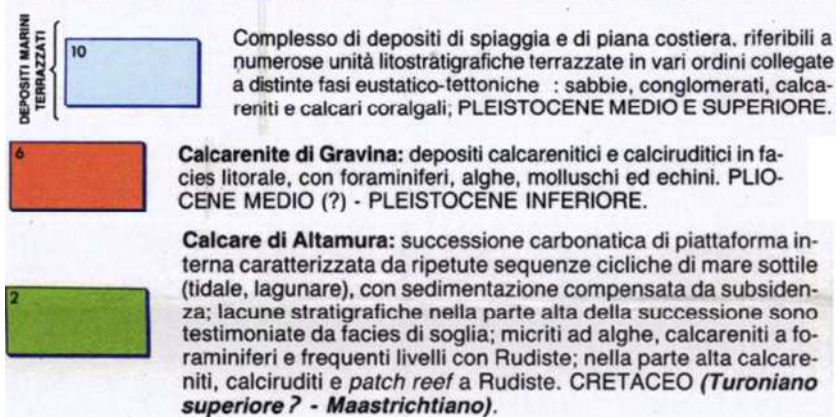 DEPOSITI MARINI
TERRAZZATI
10
Complesso di depositi di spiaggia e di piana costiera, riferibili a
numerose unità litostratigrafiche terrazzate in vari ordini collegate
a distinte fasi eustatico-tettoniche : sabbie, conglomerati, calca-
reniti e calcari coralgali; PLEISTOCENE MEDIO E SUPERIORE.
6
Calcarenite di Gravina: depositi calcarenitici e calciruditici in fa-
cies litorale, con foraminiferi, alghe, molluschi ed echini. PLIO-
CENE MEDIO (?) - PLEISTOCENE INFERIORE.
2
Calcare di Altamura: successione carbonatica di piattaforma in-
terna caratterizzata da ripetute sequenze cicliche di mare sottile
(tidale, lagunare), con sedimentazione compensata da subsiden-
za; lacune stratigrafiche nella parte alta della successione sono
testimoniate da facies di soglia; micriti ad alghe, calcareniti a fo-
raminiferi e frequenti livelli con Rudiste; nella parte alta calcare-
niti, calciruditi e patch reef a Rudiste. CRETACEO (Turoniano
superiore ? - Maastrichtiano).